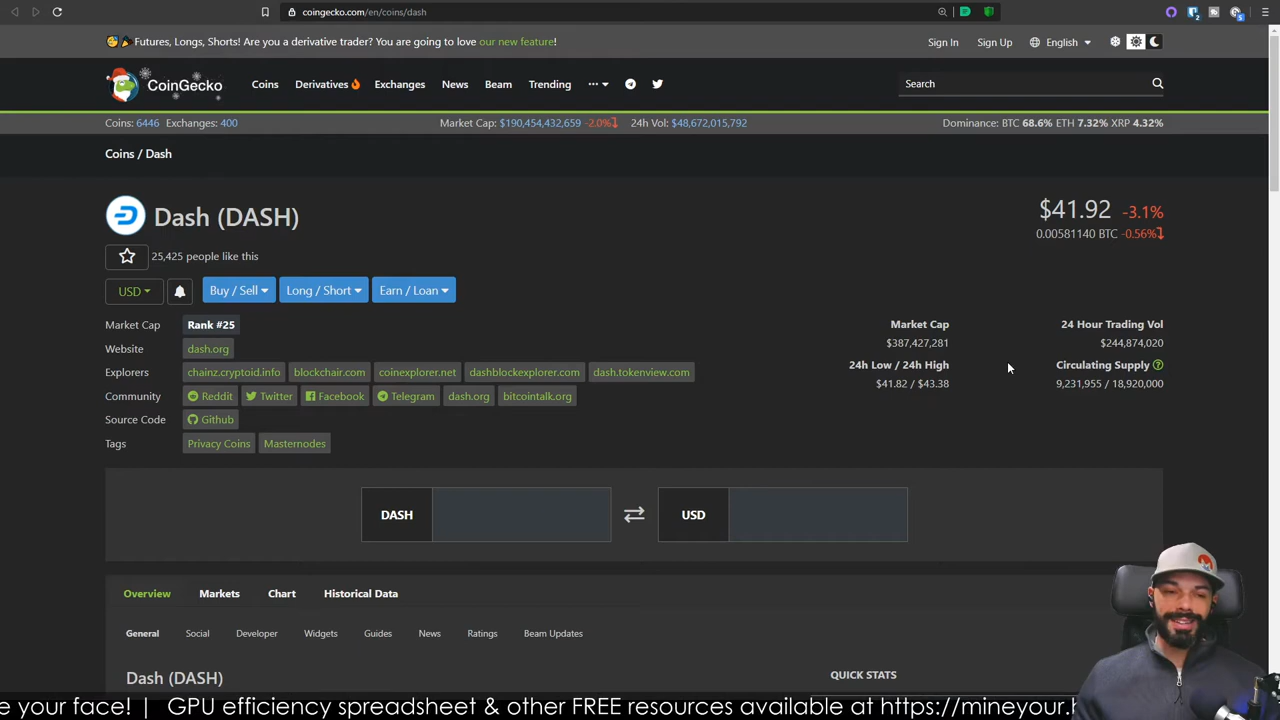 coingecko.com/en/coins/dash
Futures, Longs, Shorts! Are you a derivative trader? You are going to love our new feature!
Sign In Sign Up English
CoinGecko Coins Derivatives Exchanges News Beam Trending Search
Coins: 6446 Exchanges: 400 Market Cap: $190,454,432,659 -2.0% 24h Vol: $48,672,015,792 Dominance: BTC 68.6% ETH 7.32% XRP 4.32%
Coins / Dash
Dash (DASH)
$41.92 -3.1%
0.00581140 BTC -0.56%
25,425 people like this
USD Buy / Sell Long / Short Earn / Loan
Market Cap Rank #25
Website dash.org
Explorers chainz.cryptoid.info blockchair.com coinexplorer.net dashblockexplorer.com dash.tokenview.com
Community Reddit Twitter Facebook Telegram dash.org bitcointalk.org
Source Code Github
Tags Privacy Coins Masternodes
Market Cap 24 Hour Trading Vol
$387,427,281 $244,874,020
24h Low / 24h High Circulating Supply
$41.82 / $43.38 9,231,955 / 18,920,000
DASH USD
Overview Markets Chart Historical Data
General Social Developer Widgets Guides News Ratings Beam Updates
Dash (DASH) QUICK STATS
e your face! | GPU efficiency spreadsheet & other FREE resources available at https://mineyour.